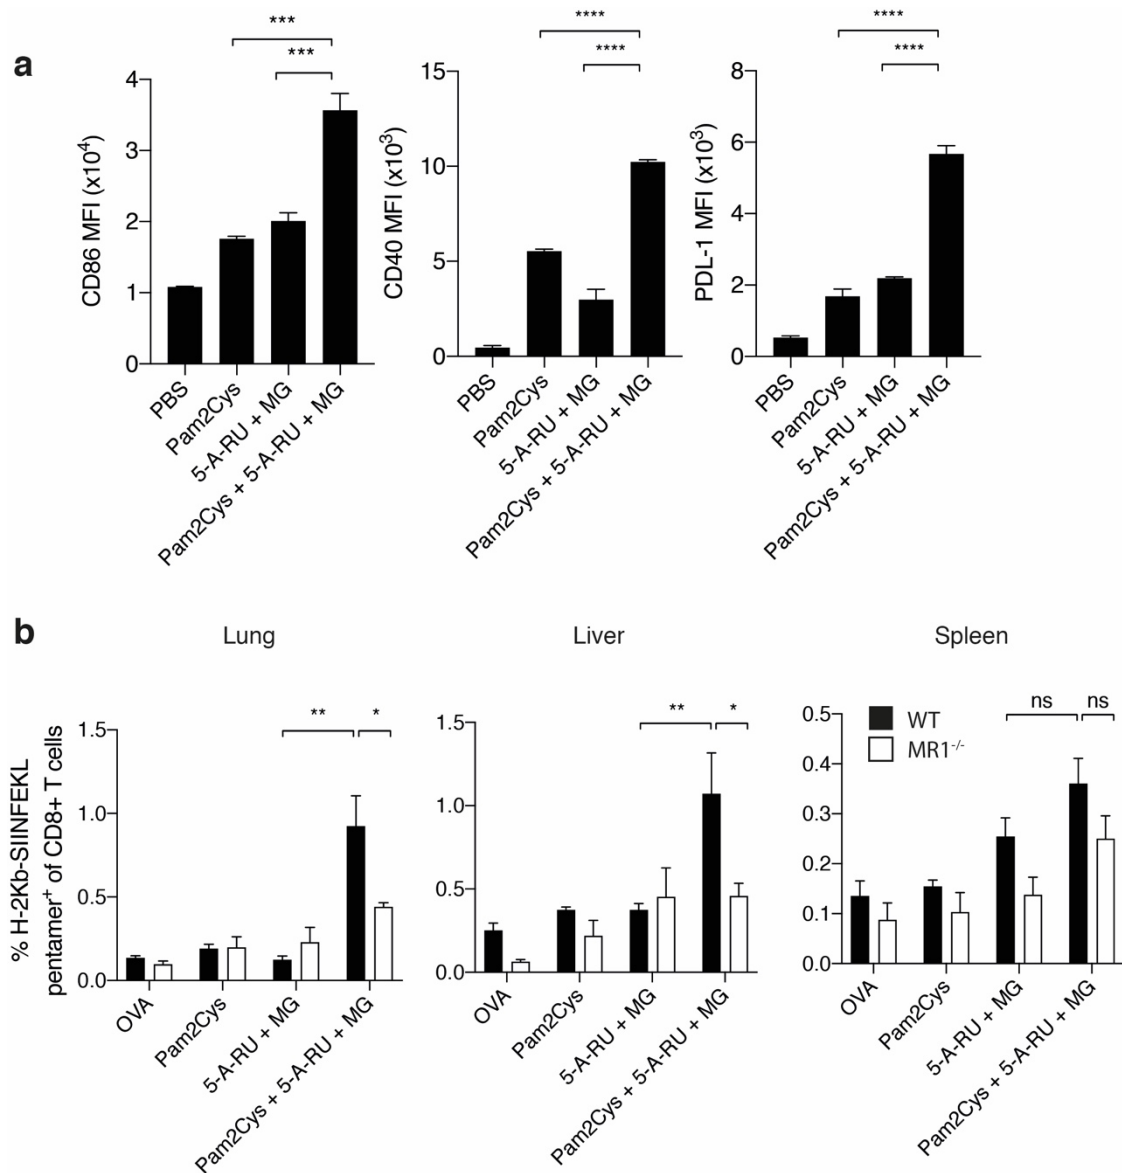 a
***
***
CD86 MFI (x10⁴)
4
3
2
1
0
PBS
Pam2Cys
5-A-RU + MG
Pam2Cys + 5-A-RU + MG
****
****
CD40 MFI (x10³)
15
10
5
0
PBS
Pam2Cys
5-A-RU + MG
Pam2Cys + 5-A-RU + MG
****
****
PDL-1 MFI (x10³)
8
6
4
2
0
PBS
Pam2Cys
5-A-RU + MG
Pam2Cys + 5-A-RU + MG
b
Lung
% H-2Kb-SIINFEKL
pentamer⁺ of CD8+ T cells
** *
1.5
1.0
0.5
0.0
OVA
Pam2Cys
5-A-RU + MG
Pam2Cys + 5-A-RU + MG
Liver
** *
1.5
1.0
0.5
0.0
OVA
Pam2Cys
5-A-RU + MG
Pam2Cys + 5-A-RU + MG
Spleen
ns ns
WT
MR1⁻/⁻
0.5
0.4
0.3
0.2
0.1
0.0
OVA
Pam2Cys
5-A-RU + MG
Pam2Cys + 5-A-RU + MG